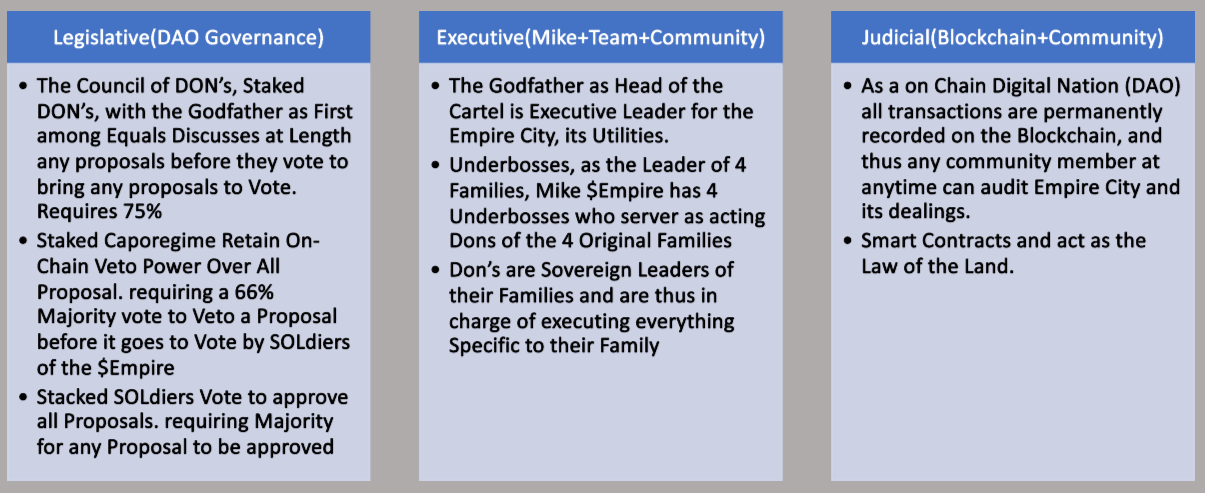 Legislative(DAO Governance)
• The Council of DON's, Staked
DON's, with the Godfather as First
among Equals Discusses at Length
any proposals before they vote to
bring any proposals to Vote.
Requires 75%
• Staked Caporegime Retain On-
Chain Veto Power Over All
Proposal. requiring a 66%
Majority vote to Veto a Proposal
before it goes to Vote by SOLdiers
of the $Empire
• Stacked SOLdiers Vote to approve
all Proposals. requiring Majority
for any Proposal to be approved
Executive(Mike+Team+Community)
• The Godfather as Head of the
Cartel is Executive Leader for the
Empire City, its Utilities.
• Underbosses, as the Leader of 4
Families, Mike $Empire has 4
Underbosses who server as acting
Dons of the 4 Original Families
• Don's are Sovereign Leaders of
their Families and are thus in
charge of executing everything
Specific to their Family
Judicial(Blockchain+Community)
• As a on Chain Digital Nation (DAO)
all transactions are permanently
recorded on the Blockchain, and
thus any community member at
anytime can audit Empire City and
its dealings.
• Smart Contracts and act as the
Law of the Land.